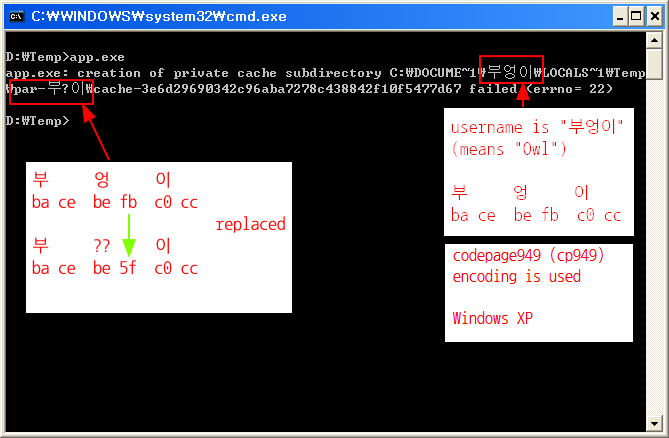 C:₩WINDOWS₩system32₩cmd.exe
D:₩Temp>app.exe
app.exe: creation of private cache subdirectory C:₩DOCUME~1₩부엉이₩LOCALS~1₩Temp
₩par-부?이₩cache-3e6d29690342c96aba7278c438842f10f5477d67 failed (errno= 22)
D:₩Temp>
username is "부엉이"
(means "Owl")
부 엉 이
ba ce be fb c0 cc
부 엉 이
ba ce be fb c0 cc
replaced
부 ?? 이
ba ce be 5f c0 cc
codepage949 (cp949)
encoding is used
Windows XP